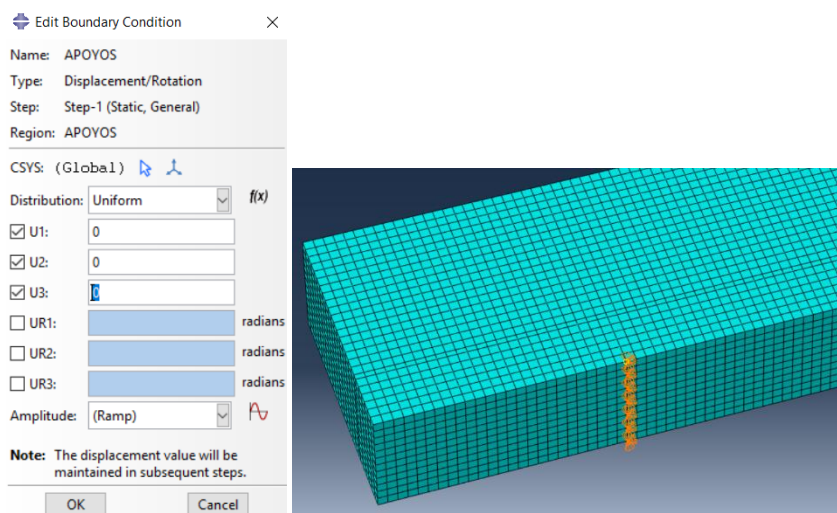 Edit Boundary Condition
Name: APOYOS
Type: Displacement/Rotation
Step: Step-1 (Static, General)
Region: APOYOS
CSYS: (Global)
Distribution: Uniform f(x)
U1: 0
U2: 0
U3: 0
UR1: radians
UR2: radians
UR3: radians
Amplitude: (Ramp)
Note: The displacement value will be
maintained in subsequent steps.
OK Cancel